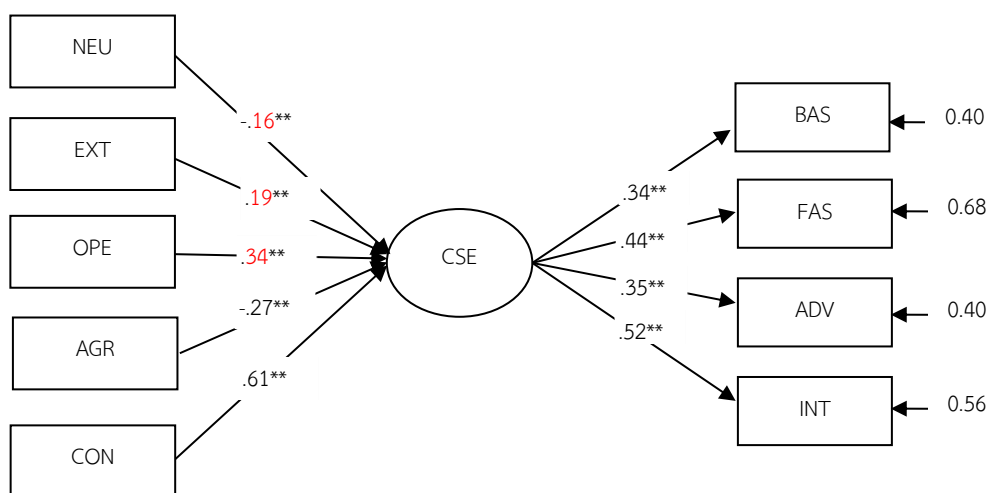 NEU
EXT
OPE
AGR
CON
-.16**
.19**
.34**
-.27**
.61**
CSE
.34**
.44**
.35**
.52**
BAS
FAS
ADV
INT
0.40
0.68
0.40
0.56